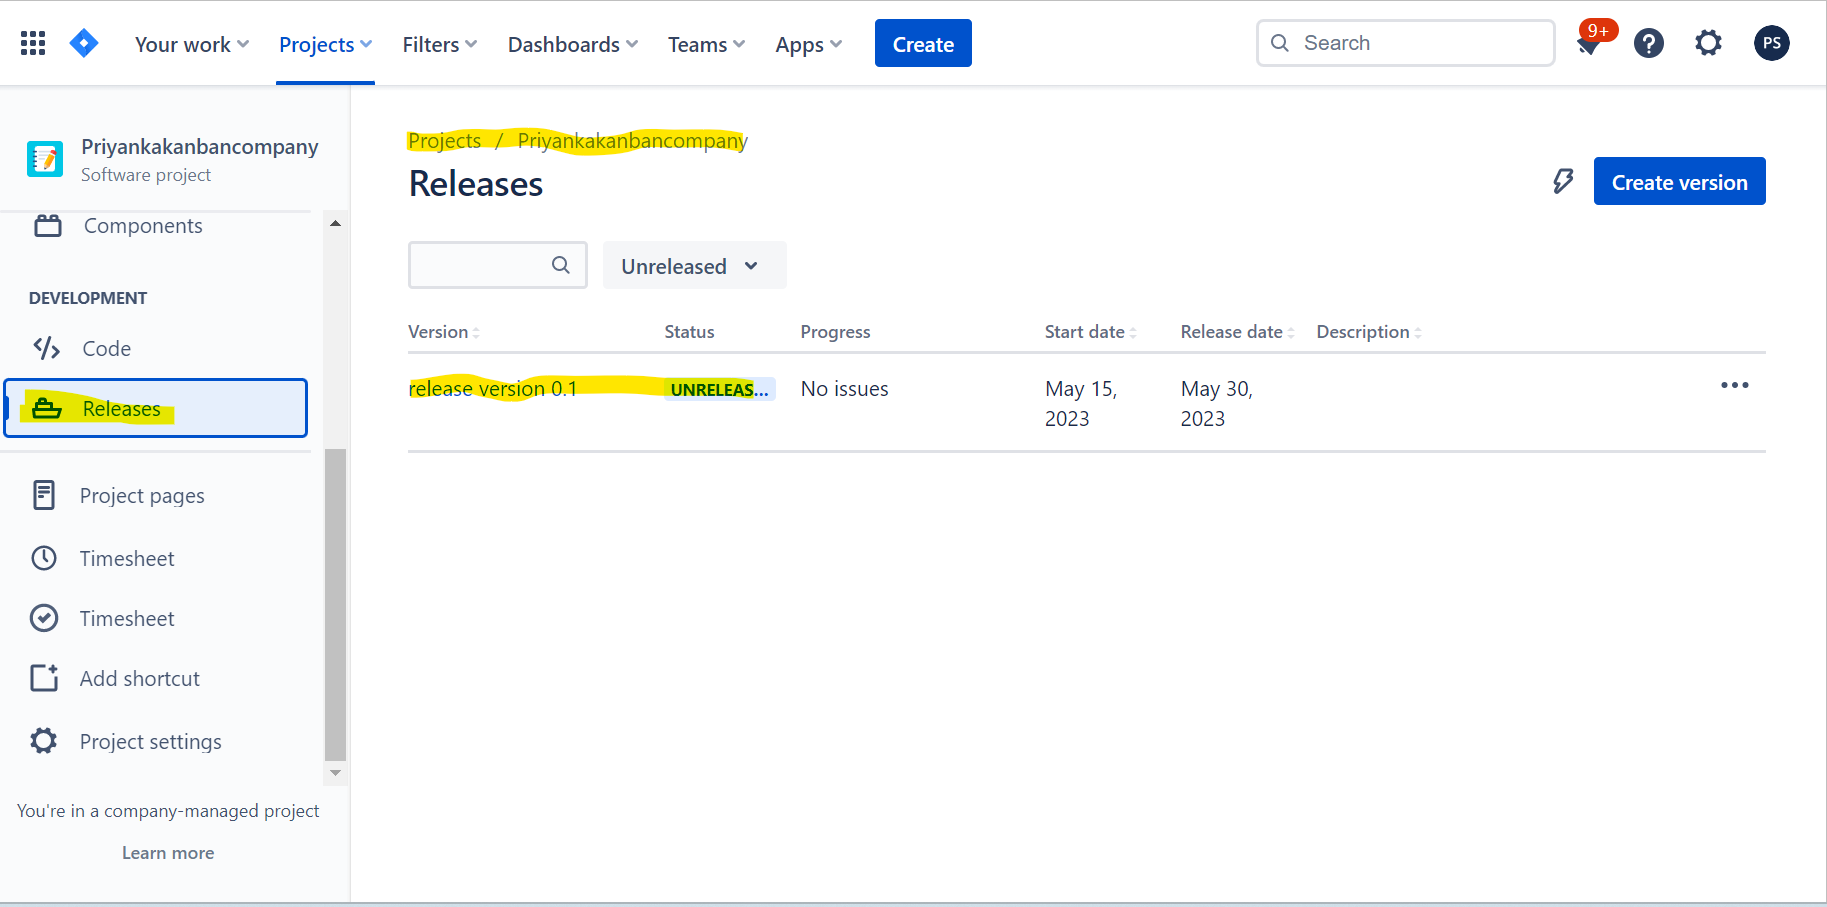 Your work Projects Filters Dashboards Teams Apps Create Search 9+ ? PS
Priyankakanbancompany
Software project
Components
DEVELOPMENT
Code
Releases
Project pages
Timesheet
Timesheet
Add shortcut
Project settings
You're in a company-managed project
Learn more
Projects / Priyankakanbancompany
Releases
Create version
Unreleased
Version Status Progress Start date Release date Description
release version 0.1 UNRELEAS... No issues May 15, 2023 May 30, 2023